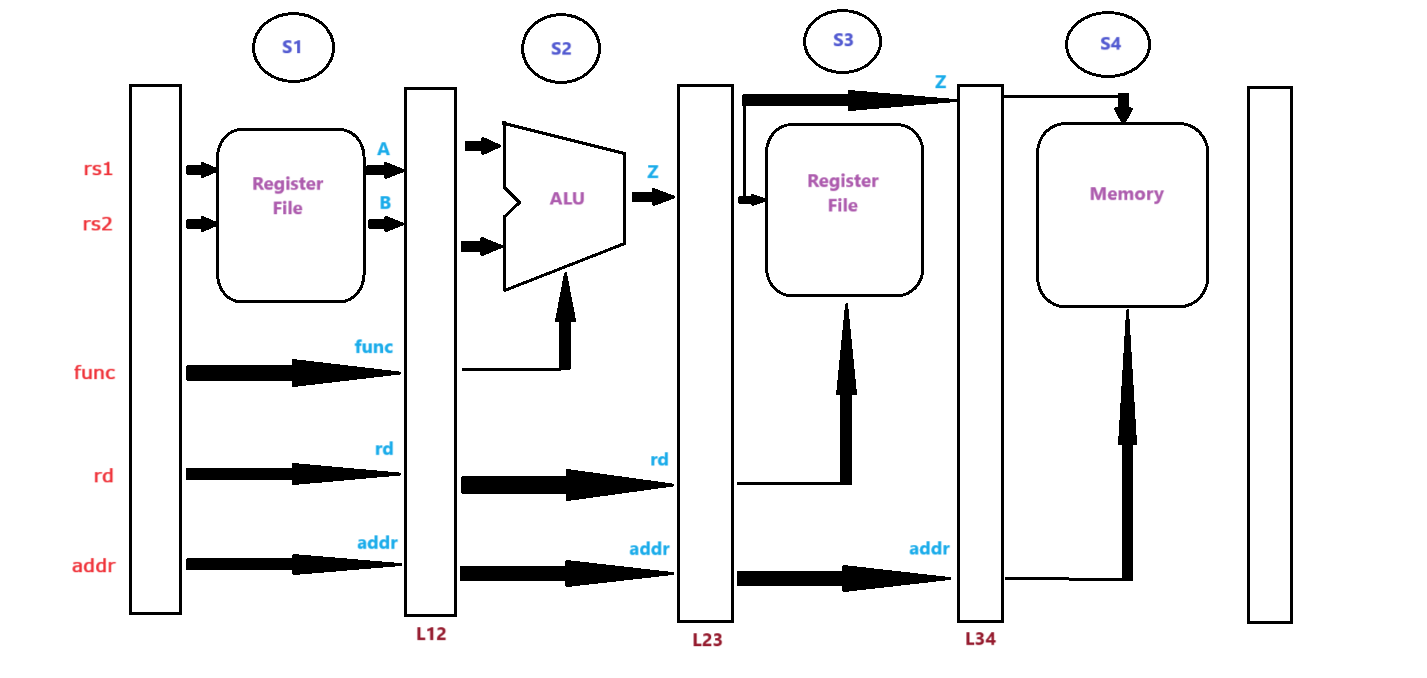 S1
S2
S3
S4
Z
rs1
rs2
Register
File
A
B
ALU
Z
Register
File
Memory
func
func
rd
rd
rd
addr
addr
addr
addr
L12
L23
L34